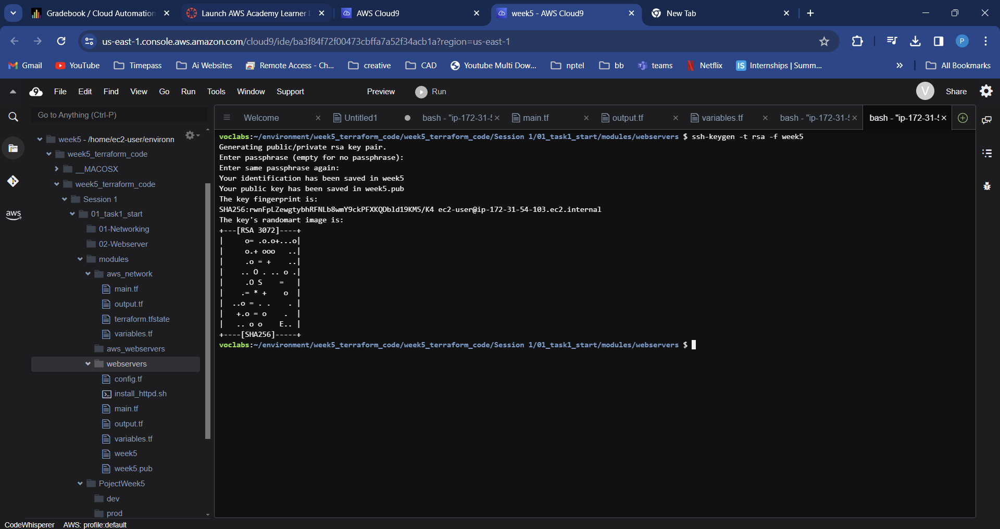 Gradebook / Cloud Automation
Launch AWS Academy Learner
AWS Cloud9
week5 - AWS Cloud9
New Tab
us-east-1.console.aws.amazon.com/cloud9/ide/ba3f84f72f00473cbffa7a52f34acb1a?region=us-east-1
P
Gmail
YouTube
Timepass
Ai Websites
Remote Access - Ch...
creative
CAD
Youtube Multi Dow...
nptel
bb
teams
Netflix
IS
Internships | Summ...
All Bookmarks
9
File Edit Find View Go Run Tools Window Support Preview Run
V
Share
Go to Anything (Ctrl-P)
Welcome
Untitled1
bash - "ip-172-31-5
main.tf
output.tf
variables.tf
bash - "ip-172-31-5
bash - "ip-172-31-5
aws
week5 - /home/ec2-user/environm
week5_terraform_code
__MACOSX
week5_terraform_code
Session 1
01_task1_start
01-Networking
02-Webserver
modules
aws_network
main.tf
output.tf
terraform.tfstate
variables.tf
aws_webservers
webservers
config.tf
install_httpd.sh
main.tf
output.tf
variables.tf
week5
week5.pub
PojectWeek5
dev
prod
voclabs:~/environment/week5_terraform_code/week5_terraform_code/Session 1/01_task1_start/modules/webservers $ ssh-keygen -t rsa -f week5
Generating public/private rsa key pair.
Enter passphrase (empty for no passphrase):
Enter same passphrase again:
Your identification has been saved in week5
Your public key has been saved in week5.pub
The key fingerprint is:
SHA256:rwnFpLZewgtybhRFNLb8wmY9ckPFXKQDbld19KM5/K4 ec2-user@ip-172-31-54-103.ec2.internal
The key's randomart image is:
+---[RSA 3072]----+
|     o= .o.o+...o|
|     o.+ ooo   ..|
|     .o = +    ..|
|    .. O . .. o .|
|     .O S    =   |
|    .= * +    o  |
|  ..o = . .    . |
|   +.o = o    .  |
|   .. o o    E.. |
+----[SHA256]-----+
voclabs:~/environment/week5_terraform_code/week5_terraform_code/Session 1/01_task1_start/modules/webservers $
CodeWhisperer AWS: profile:default